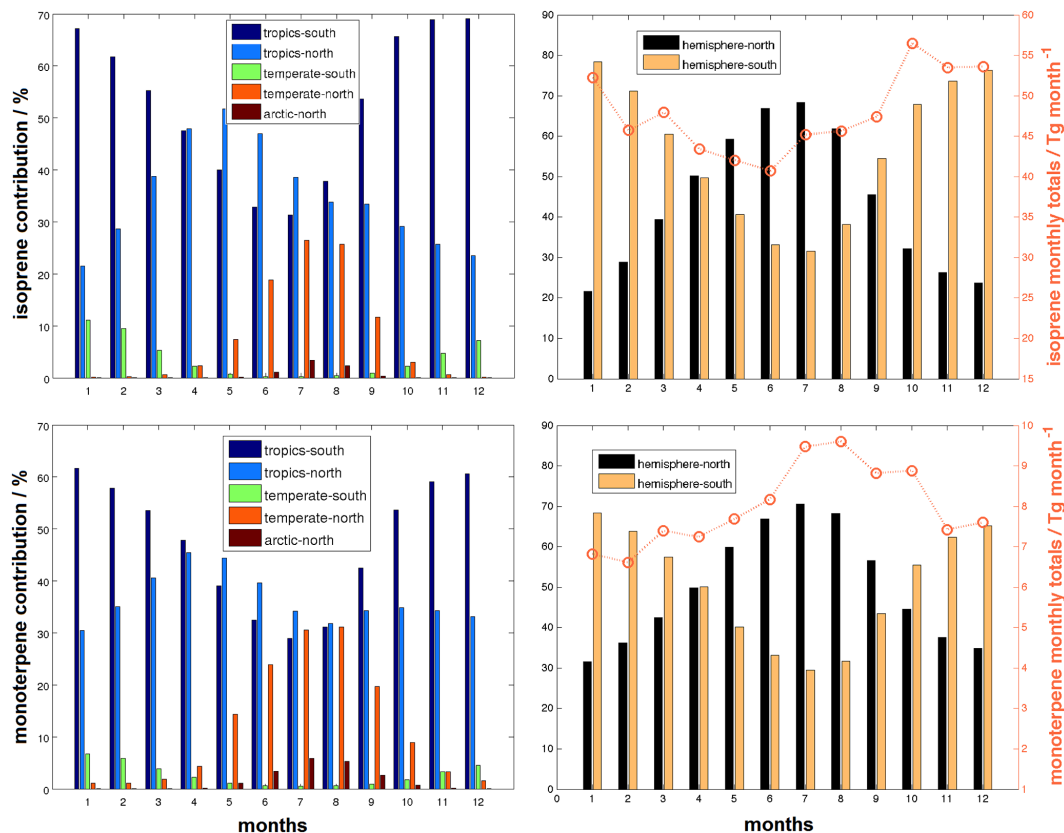 isoprene contribution / %
70
60
50
40
30
20
10
0
tropics-south
tropics-north
temperate-south
temperate-north
arctic-north
1 2 3 4 5 6 7 8 9 10 11 12
90
80
70
60
50
40
30
20
10
0
hemisphere-north
hemisphere-south
60
55
50
45
40
35
30
25
20
15
isoprene monthly totals / Tg month-1
1 2 3 4 5 6 7 8 9 10 11 12
monoterpene contribution / %
70
60
50
40
30
20
10
0
tropics-south
tropics-north
temperate-south
temperate-north
arctic-north
1 2 3 4 5 6 7 8 9 10 11 12
months
90
80
70
60
50
40
30
20
10
0
hemisphere-north
hemisphere-south
10
9
8
7
6
5
4
3
2
1
monoterpene monthly totals / Tg month-1
0 1 2 3 4 5 6 7 8 9 10 11 12
months